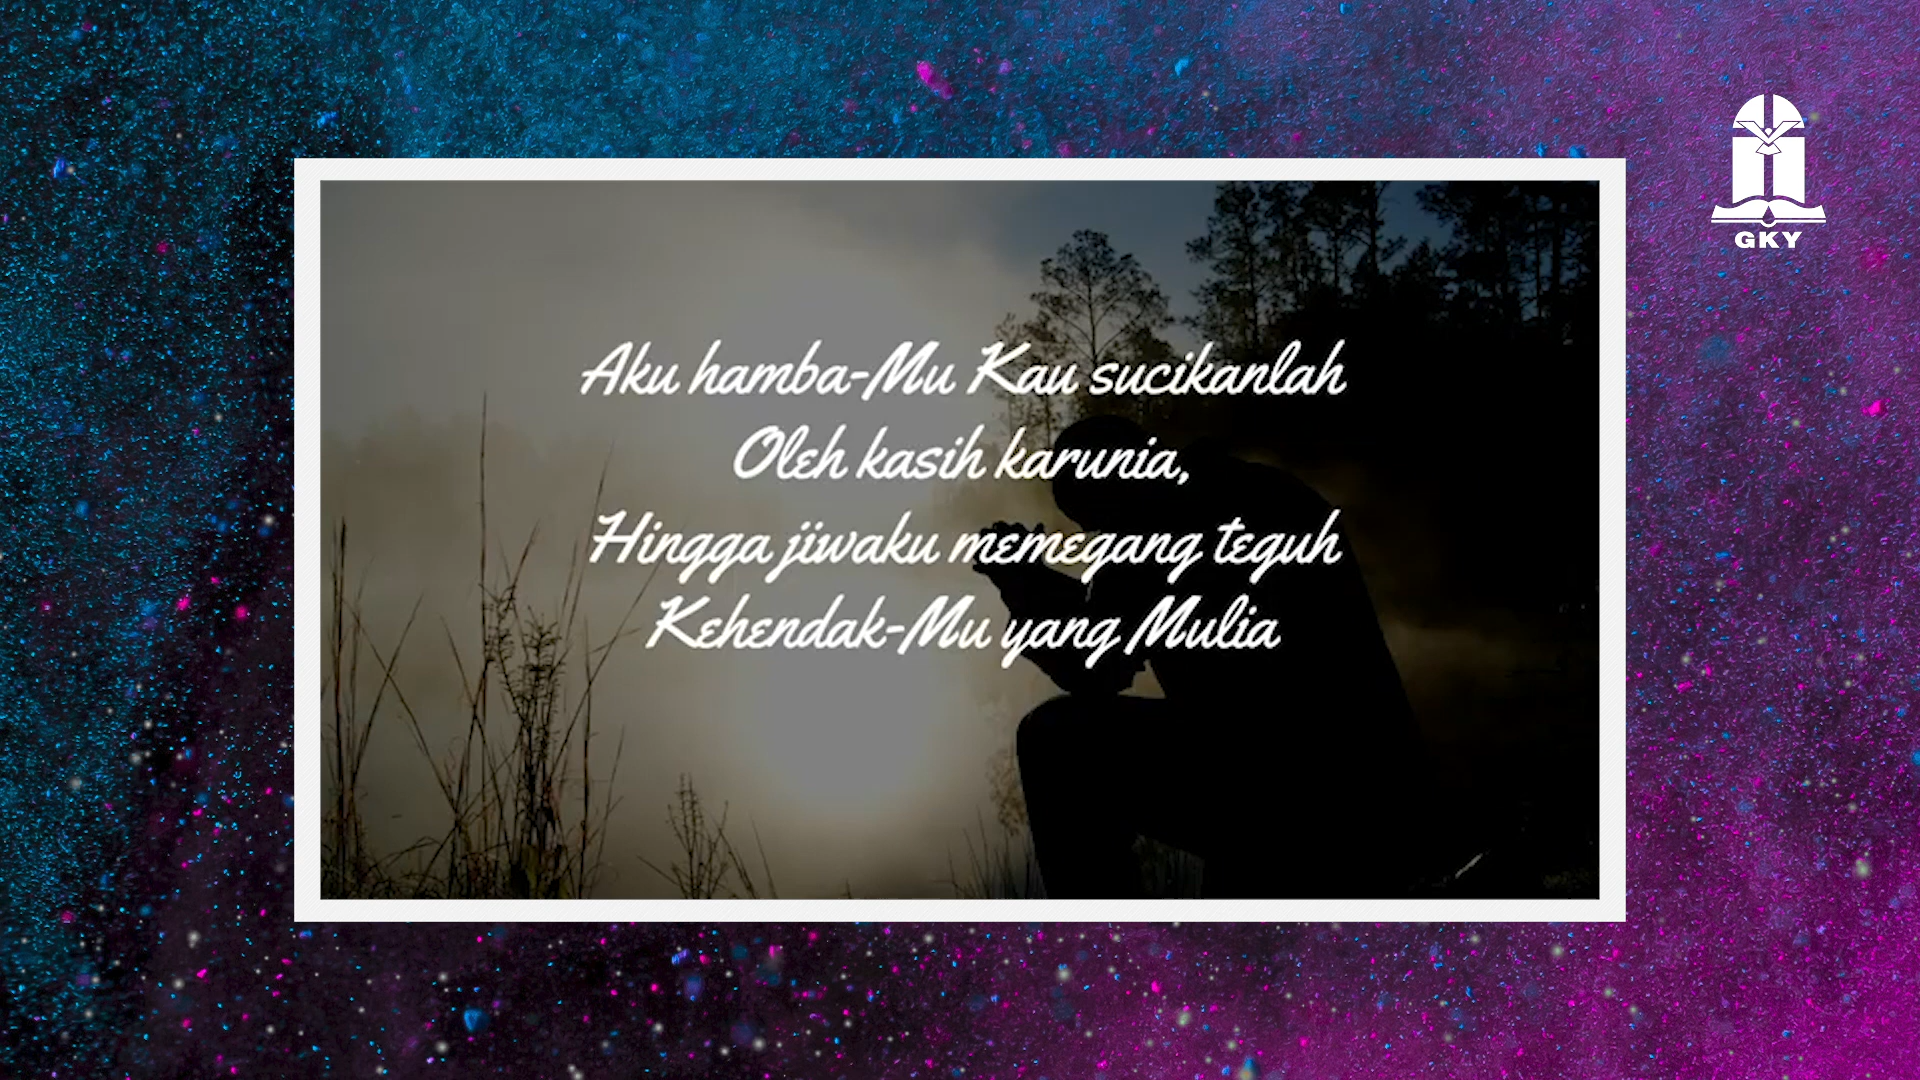 Aku hamba-Mu Kau sucikanlah
Oleh kasih karunia,
Hingga jiwaku memegang teguh
Kehendak-Mu yang Mulia
GKY